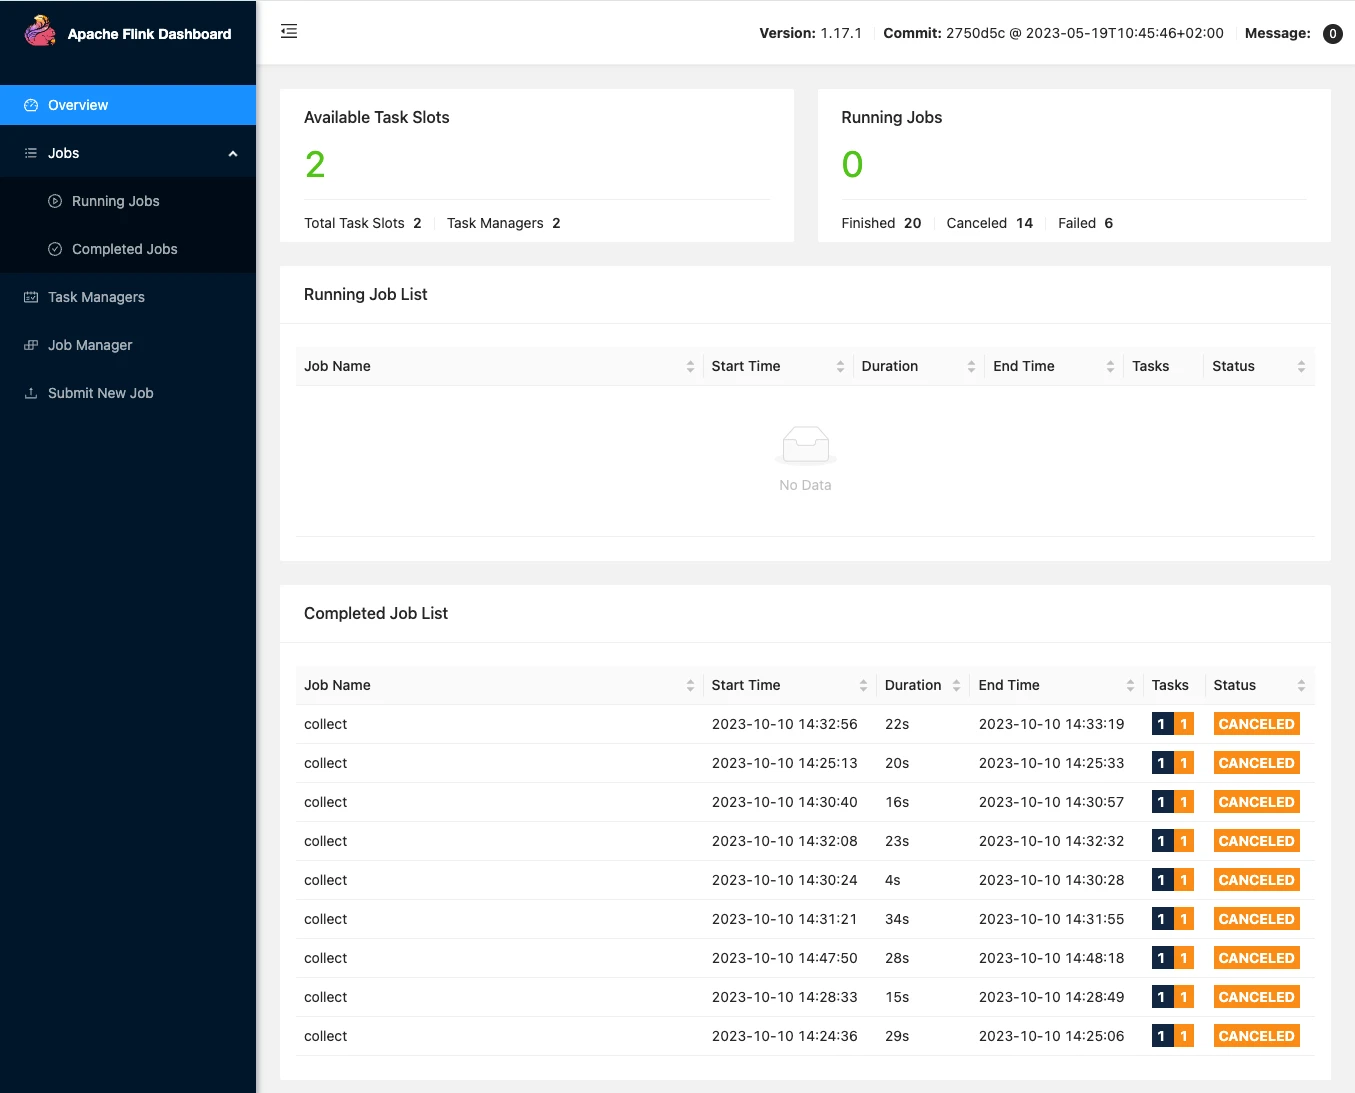 Apache Flink Dashboard
Version: 1.17.1 Commit: 2750d5c @ 2023-05-19T10:45:46+02:00 Message: 0
Overview
Jobs
Running Jobs
Completed Jobs
Task Managers
Job Manager
Submit New Job
Available Task Slots
2
Total Task Slots 2 Task Managers 2
Running Jobs
0
Finished 20 Canceled 14 Failed 6
Running Job List
Job Name Start Time Duration End Time Tasks Status
No Data
Completed Job List
Job Name Start Time Duration End Time Tasks Status
collect 2023-10-10 14:32:56 22s 2023-10-10 14:33:19 1 1 CANCELED
collect 2023-10-10 14:25:13 20s 2023-10-10 14:25:33 1 1 CANCELED
collect 2023-10-10 14:30:40 16s 2023-10-10 14:30:57 1 1 CANCELED
collect 2023-10-10 14:32:08 23s 2023-10-10 14:32:32 1 1 CANCELED
collect 2023-10-10 14:30:24 4s 2023-10-10 14:30:28 1 1 CANCELED
collect 2023-10-10 14:31:21 34s 2023-10-10 14:31:55 1 1 CANCELED
collect 2023-10-10 14:47:50 28s 2023-10-10 14:48:18 1 1 CANCELED
collect 2023-10-10 14:28:33 15s 2023-10-10 14:28:49 1 1 CANCELED
collect 2023-10-10 14:24:36 29s 2023-10-10 14:25:06 1 1 CANCELED